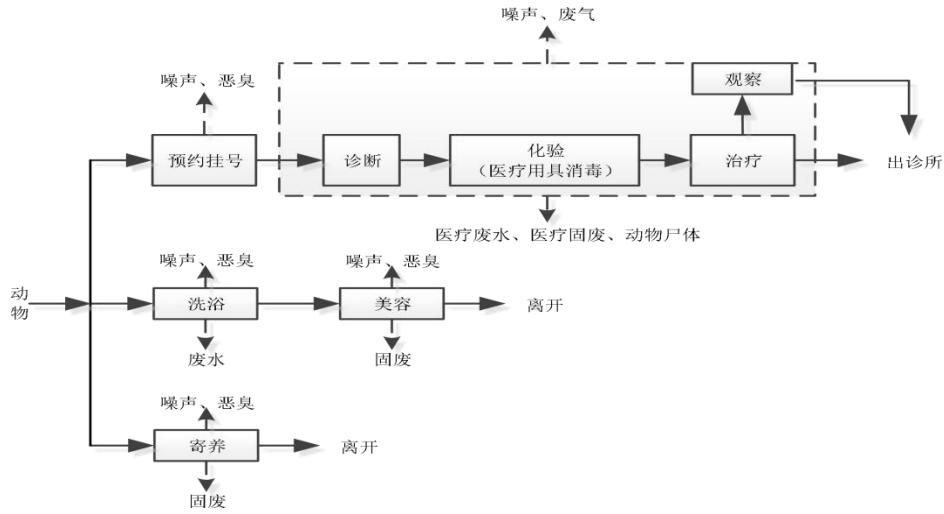 噪声、废气
观察
噪声、恶臭
预约挂号
诊断
化验
（医疗用具消毒）
治疗
出诊所
医疗废水、医疗固废、动物尸体
噪声、恶臭
噪声、恶臭
动
物
洗浴
美容
离开
废水
固废
噪声、恶臭
寄养
离开
固废